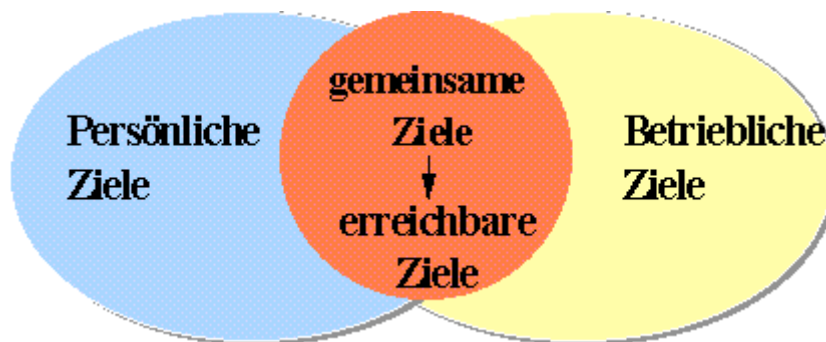 Persönliche
Ziele
gemeinsame
Ziele
erreichbare
Ziele
Betriebliche
Ziele